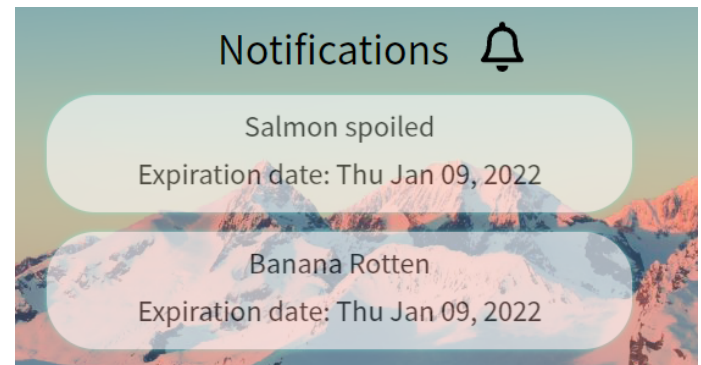 Notifications
Salmon spoiled
Expiration date: Thu Jan 09, 2022
Banana Rotten
Expiration date: Thu Jan 09, 2022